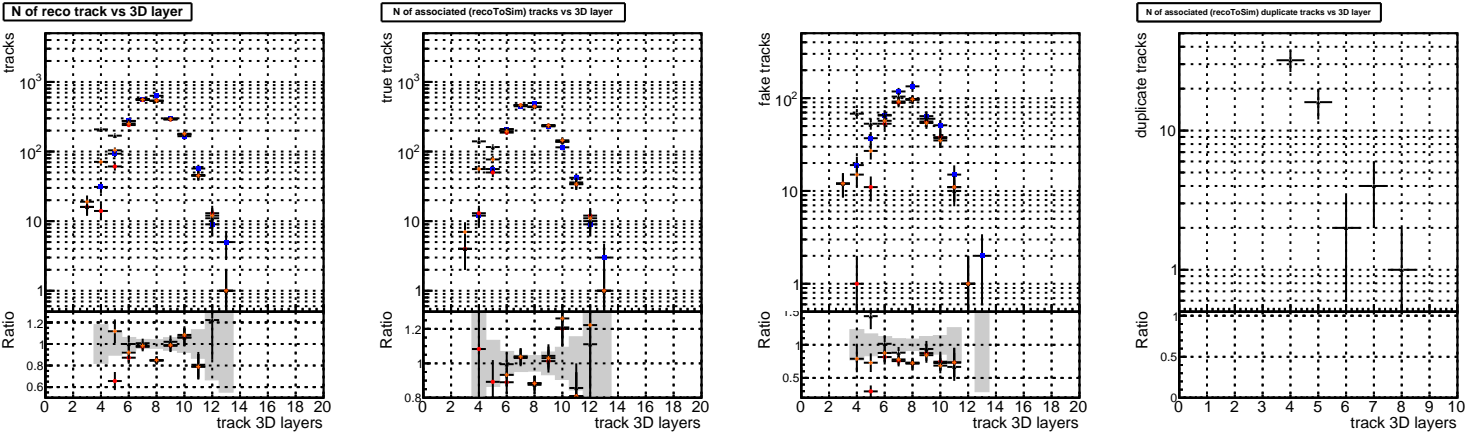 N of reco track vs 3D layer
tracks
10³
10²
10
1
Ratio
1.2
1.0
0.8
0.6
0 2 4 6 8 10 12 14 16 18 20
track 3D layers
N of associated (recoToSim) tracks vs 3D layer
true tracks
10³
10²
10
1
Ratio
1.2
1
0.8
0 2 4 6 8 10 12 14 16 18 20
track 3D layers
fake tracks
10²
10
1
Ratio
1.5
1
0.5
0 2 4 6 8 10 12 14 16 18 20
track 3D layers
N of associated (recoToSim) duplicate tracks vs 3D layer
duplicate tracks
10
1
Ratio
1
0.5
0
0 1 2 3 4 5 6 7 8 9 10
track 3D layers